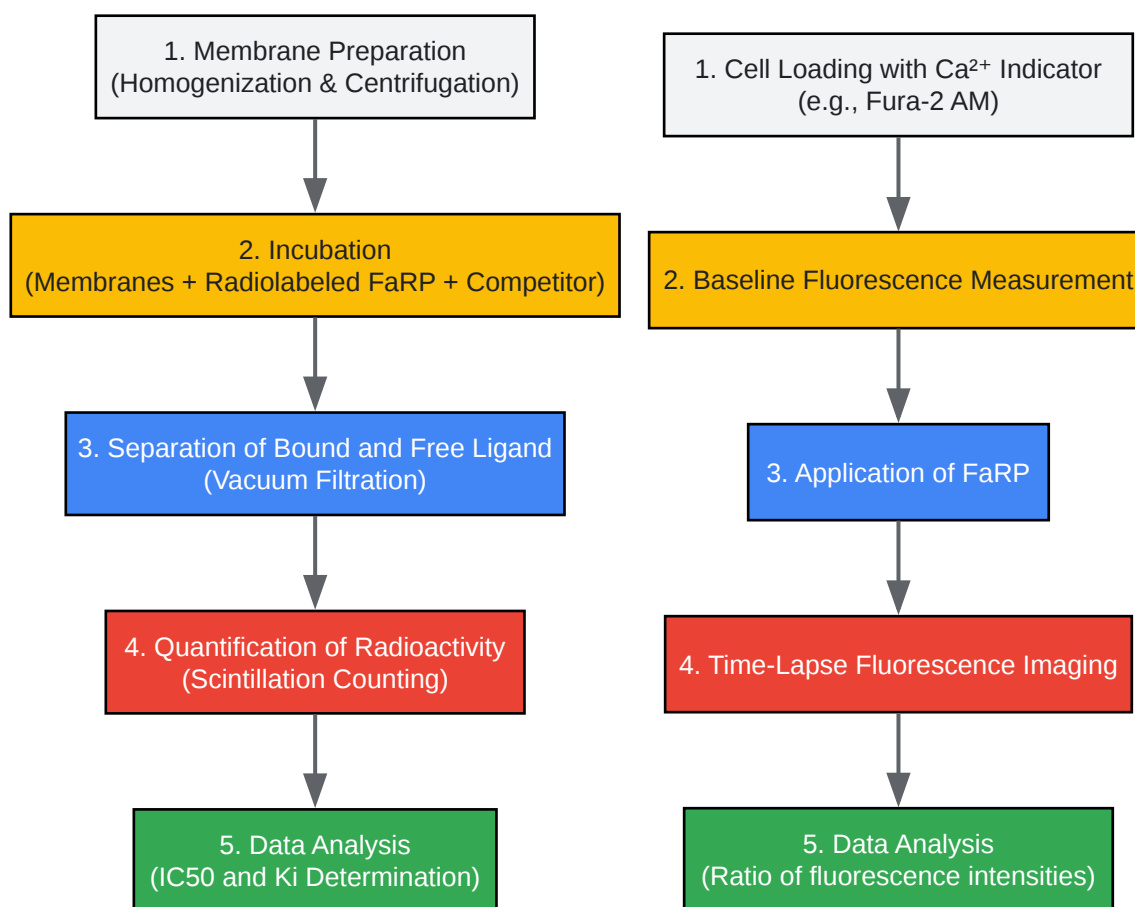 1. Membrane Preparation
(Homogenization & Centrifugation)
2. Incubation
(Membranes + Radiolabeled FaRP + Competitor)
3. Separation of Bound and Free Ligand
(Vacuum Filtration)
4. Quantification of Radioactivity
(Scintillation Counting)
5. Data Analysis
(IC50 and Ki Determination)
1. Cell Loading with Ca²⁺ Indicator
(e.g., Fura-2 AM)
2. Baseline Fluorescence Measurement
3. Application of FaRP
4. Time-Lapse Fluorescence Imaging
5. Data Analysis
(Ratio of fluorescence intensities)